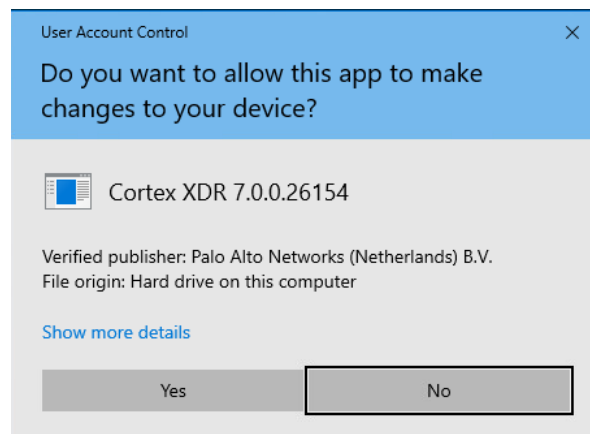 User Account Control
Do you want to allow this app to make
changes to your device?
Cortex XDR 7.0.0.26154
Verified publisher: Palo Alto Networks (Netherlands) B.V.
File origin: Hard drive on this computer
Show more details
Yes
No